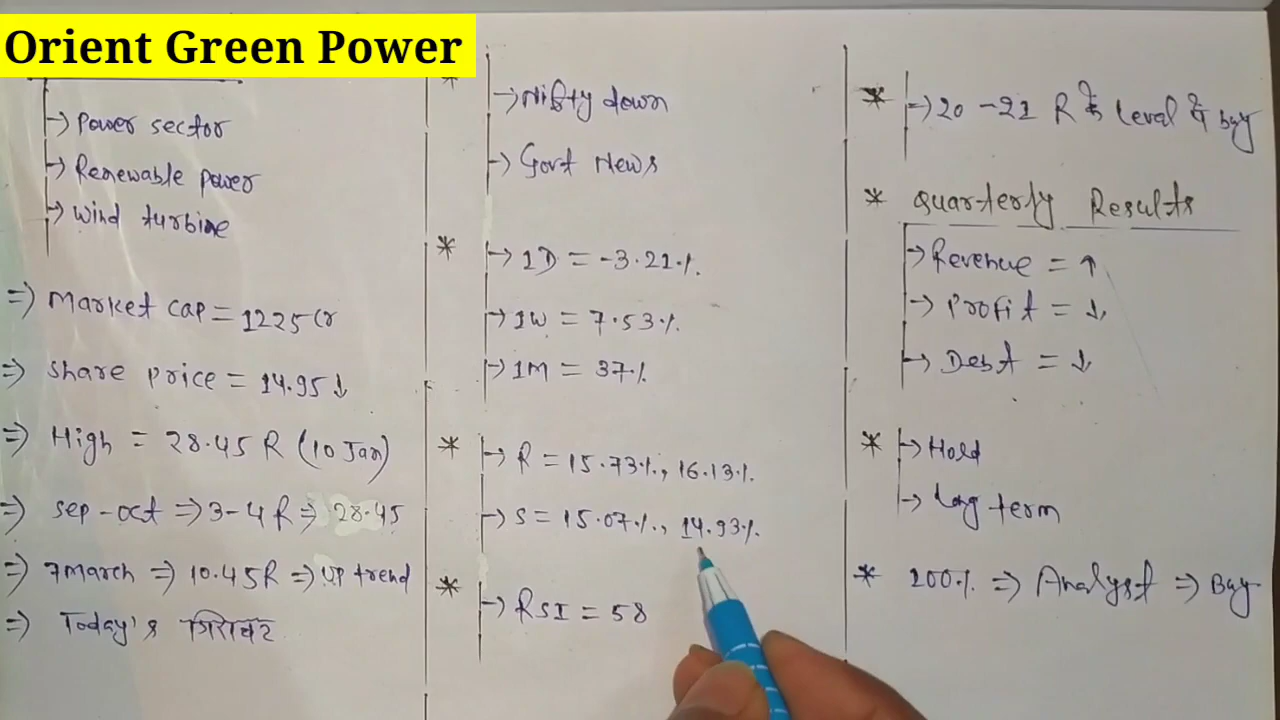 Orient Green Power
→ Power sector
→ Renewable power
→ Wind turbine
⇒ Market cap = 1225 Cr
⇒ Share price = 14.95 ↓
⇒ High = 28.45 R (10 Jan)
⇒ Sep-oct ⇒ 3-4 R ⇒ 28.45
⇒ 7 March ⇒ 10.45 R ⇒ UP trend
⇒ Today's गिरावट
*
→ Nifty down
→ Govt News
* → 1D = -3.21%.
→ 1W = 7.53%.
→ 1M = 37%
* → R = 15.73%., 16.13%.
→ S = 15.07%., 14.93%.
* → RSI = 58
* → 20-21 R के Leval में buy
* Quarterly Results
→ Revenue = ↑
→ Profit = ↓
→ Debt = ↓
* → Hold
→ Long term
* 100%. ⇒ Analyst ⇒ Buy